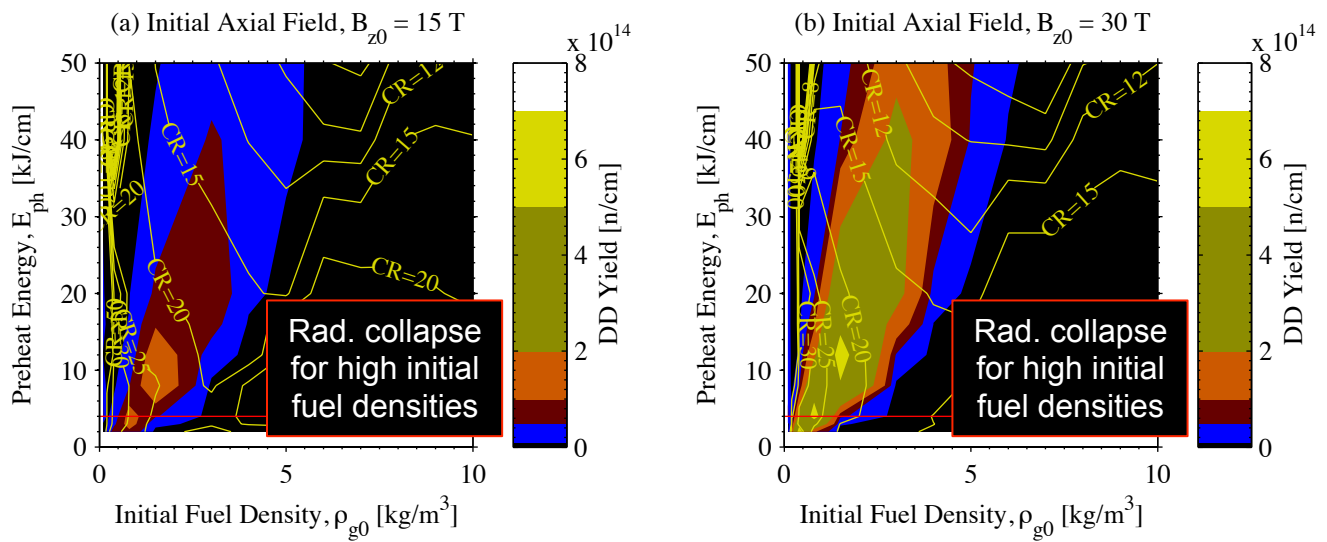 (a) Initial Axial Field, B_z0 = 15 T
x 10^14
Preheat Energy, E_ph [kJ/cm]
50
40
30
20
10
0
CR=12
CR=15
CR=15
CR=20
CR=20
CR=20
CR=25
Rad. collapse
for high initial
fuel densities
0
5
10
Initial Fuel Density, ρ_g0 [kg/m^3]
8
6
4
2
0
DD Yield [n/cm]
(b) Initial Axial Field, B_z0 = 30 T
x 10^14
Preheat Energy, E_ph [kJ/cm]
50
40
30
20
10
0
CR=12
CR=12
CR=15
CR=15
CR=20
CR=25
CR=30
Rad. collapse
for high initial
fuel densities
0
5
10
Initial Fuel Density, ρ_g0 [kg/m^3]
8
6
4
2
0
DD Yield [n/cm]